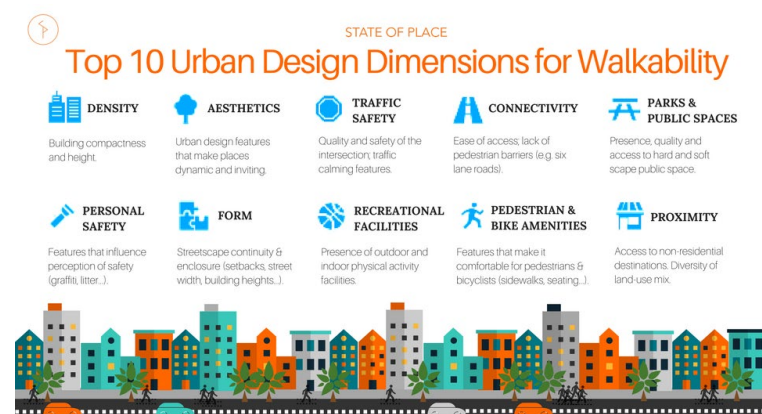 STATE OF PLACE
Top 10 Urban Design Dimensions for Walkability
DENSITY
Building compactness
and height.
AESTHETICS
Urban design features
that make places
dynamic and inviting.
TRAFFIC
SAFETY
Quality and safety of the
intersection; traffic
calming features.
CONNECTIVITY
Ease of access; lack of
pedestrian barriers (e.g. six
lane roads).
PARKS &
PUBLIC SPACES
Presence, quality and
access to hard and soft
scape public space.
PERSONAL
SAFETY
Features that influence
perception of safety
(graffiti, litter...).
FORM
Streetscape continuity &
enclosure (setbacks, street
width, building heights...).
RECREATIONAL
FACILITIES
Presence of outdoor and
indoor physical activity
facilities.
PEDESTRIAN &
BIKE AMENITIES
Features that make it
comfortable for pedestrians &
bicyclists (sidewalks, seating...).
PROXIMITY
Access to non-residential
destinations. Diversity of
land-use mix.